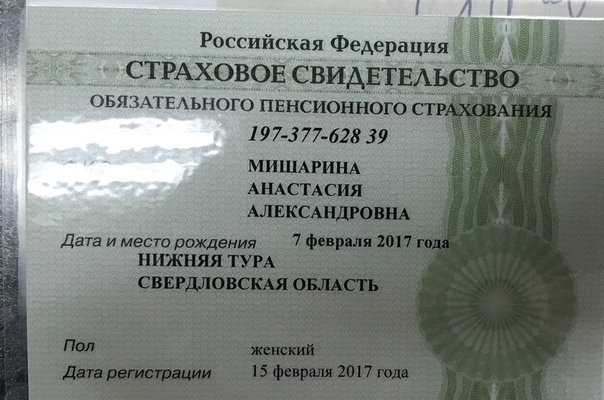 Российская Федерация
СТРАХОВОЕ СВИДЕТЕЛЬСТВО
ОБЯЗАТЕЛЬНОГО ПЕНСИОННОГО СТРАХОВАНИЯ
197-377-628 39
МИШАРИНА
АНАСТАСИЯ
АЛЕКСАНДРОВНА
Дата и место рождения 7 февраля 2017 года
НИЖНЯЯ ТУРА
СВЕРДЛОВСКАЯ ОБЛАСТЬ
Пол женский
Дата регистрации 15 февраля 2017 года